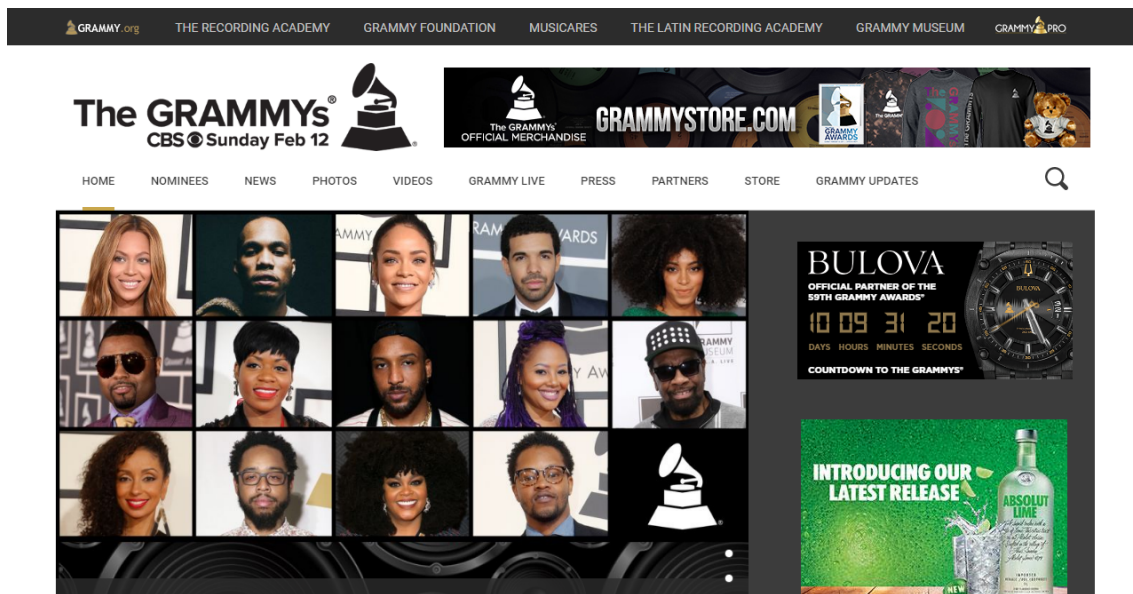 GRAMMY.org THE RECORDING ACADEMY GRAMMY FOUNDATION MUSICARES THE LATIN RECORDING ACADEMY GRAMMY MUSEUM GRAMMY PRO
The GRAMMYs®
CBS Sunday Feb 12
The GRAMMYs®
OFFICIAL MERCHANDISE
GRAMMYSTORE.COM
GRAMMY
AWARDS
HOME NOMINEES NEWS PHOTOS VIDEOS GRAMMY LIVE PRESS PARTNERS STORE GRAMMY UPDATES
BULOVA
OFFICIAL PARTNER OF THE
59TH GRAMMY AWARDS®
10 09 31 20
DAYS HOURS MINUTES SECONDS
COUNTDOWN TO THE GRAMMYS®
BULOVA
INTRODUCING OUR
LATEST RELEASE
ABSOLUT
LIME
NEW